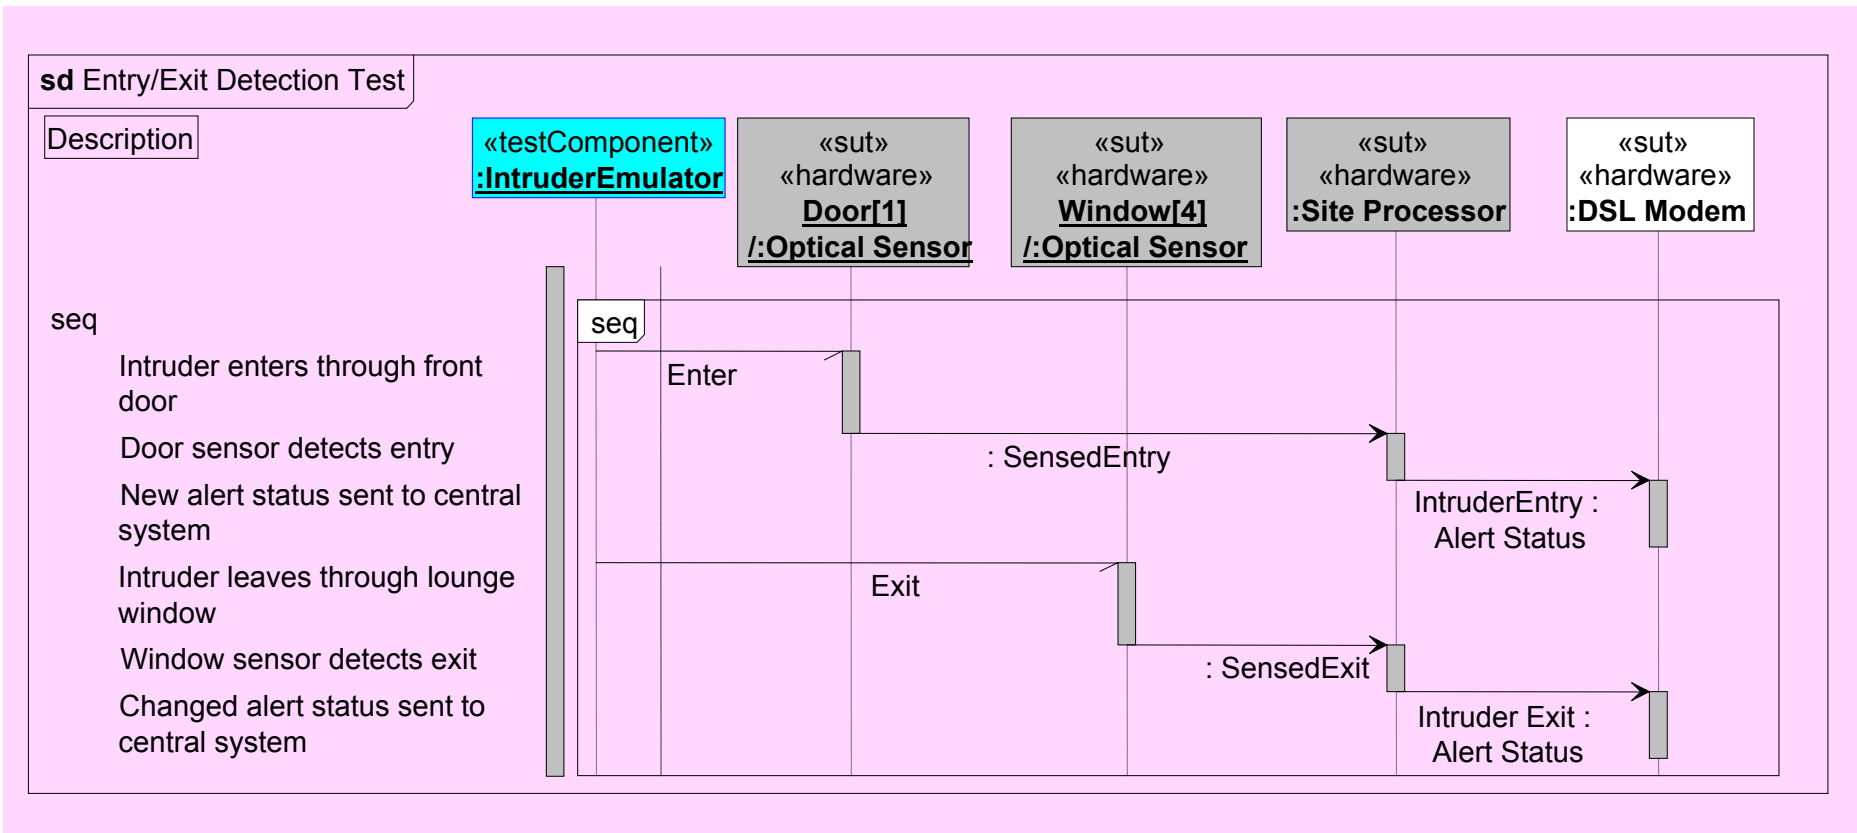 sd Entry/Exit Detection Test
Description
«testComponent»
:IntruderEmulator
«sut»
«hardware»
Door[1]
/:Optical Sensor
«sut»
«hardware»
Window[4]
/:Optical Sensor
«sut»
«hardware»
:Site Processor
«sut»
«hardware»
:DSL Modem
seq
seq
Intruder enters through front
door
Enter
Door sensor detects entry
: SensedEntry
New alert status sent to central
system
IntruderEntry :
Alert Status
Intruder leaves through lounge
window
Exit
Window sensor detects exit
: SensedExit
Changed alert status sent to
central system
Intruder Exit :
Alert Status